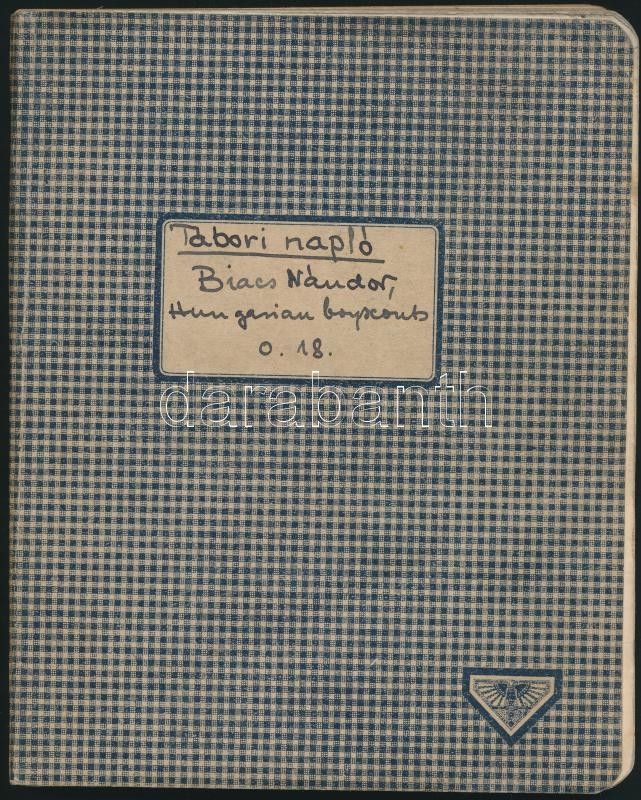 Tábori napló
Biacs Nándor,
Hungarian boyscouts
O. 18.
darabanth